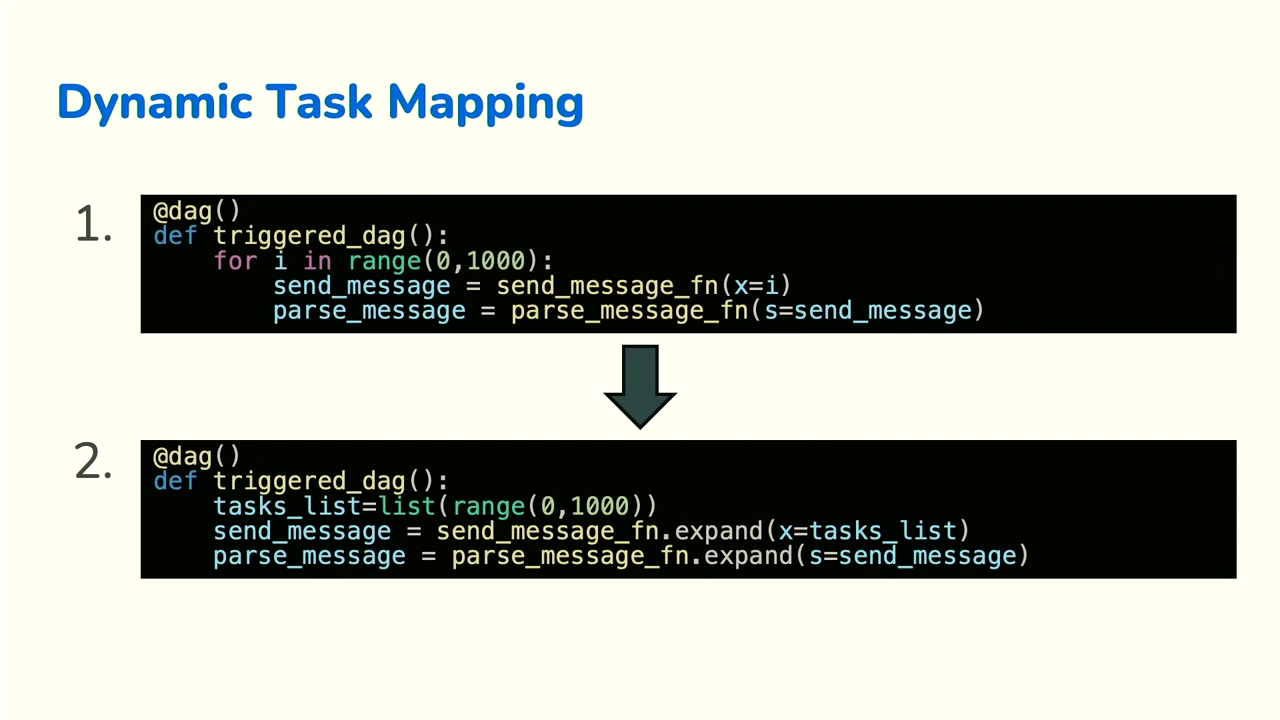 Dynamic Task Mapping
1.
@dag()
def triggered_dag():
    for i in range(0,1000):
        send_message = send_message_fn(x=i)
        parse_message = parse_message_fn(s=send_message)
2.
@dag()
def triggered_dag():
    tasks_list=list(range(0,1000))
    send_message = send_message_fn.expand(x=tasks_list)
    parse_message = parse_message_fn.expand(s=send_message)